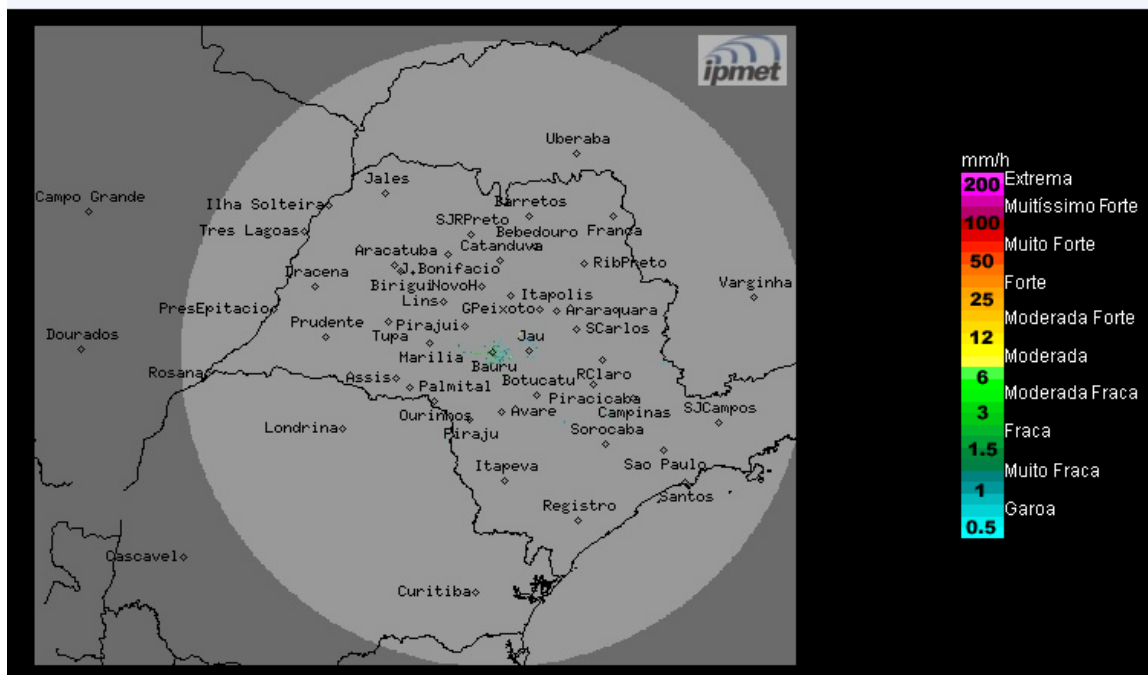 ipmet
Uberaba
Jales
Campo Grande
Ilha Solteira
Barretos
SJRPreto
Tres Lagoas
Bebedouro
Franca
Aracatuba
Catanduva
J.Bonifacio
RibPreto
Dracena
Varginha
Birigui
NovoH
Itapolis
Lins
PresEpitacio
GPeixoto
Araraquara
Prudente
Pirajui
SCarlos
Dourados
Tupa
Jau
Marilia
Bauru
Rosana
Assis
Botucatu
RClaro
Palmital
Piracicaba
Ourinhos
Avare
Campinas
SJCampos
Londrina
Piraju
Sorocaba
Itapeva
Sao Paulo
Santos
Registro
Cascavel
Curitiba
mm/h
200 Extrema
Muitíssimo Forte
100
Muito Forte
50
Forte
25
Moderada Forte
12
Moderada
6
Moderada Fraca
3
Fraca
1.5
Muito Fraca
1
Garoa
0.5